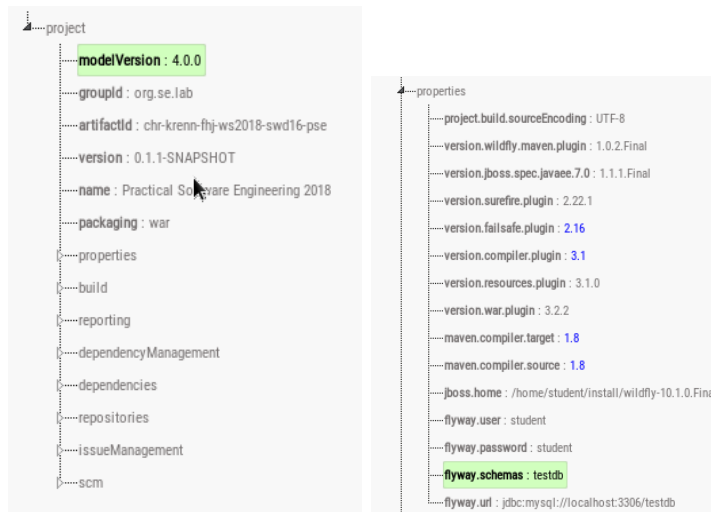 project
modelVersion : 4.0.0
groupId : org.se.lab
artifactId : chr-krenn-fhj-ws2018-swd16-pse
version : 0.1.1-SNAPSHOT
name : Practical Software Engineering 2018
packaging : war
properties
build
reporting
dependencyManagement
dependencies
repositories
issueManagement
scm
properties
project.build.sourceEncoding : UTF-8
version.wildfly.maven.plugin : 1.0.2.Final
version.jboss.spec.javaee.7.0 : 1.1.1.Final
version.surefire.plugin : 2.22.1
version.failsafe.plugin : 2.16
version.compiler.plugin : 3.1
version.resources.plugin : 3.1.0
version.war.plugin : 3.2.2
maven.compiler.target : 1.8
maven.compiler.source : 1.8
jboss.home : /home/student/install/wildfly-10.1.0.Fina
flyway.user : student
flyway.password : student
flyway.schemas : testdb
flyway.url : jdbc:mysql://localhost:3306/testdb